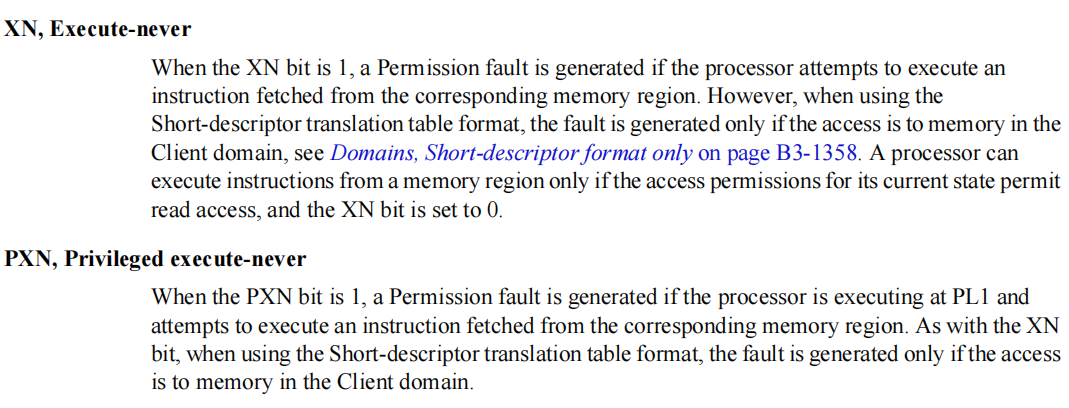 XN, Execute-never
When the XN bit is 1, a Permission fault is generated if the processor attempts to execute an
instruction fetched from the corresponding memory region. However, when using the
Short-descriptor translation table format, the fault is generated only if the access is to memory in the
Client domain, see Domains, Short-descriptor format only on page B3-1358. A processor can
execute instructions from a memory region only if the access permissions for its current state permit
read access, and the XN bit is set to 0.
PXN, Privileged execute-never
When the PXN bit is 1, a Permission fault is generated if the processor is executing at PL1 and
attempts to execute an instruction fetched from the corresponding memory region. As with the XN
bit, when using the Short-descriptor translation table format, the fault is generated only if the access
is to memory in the Client domain.